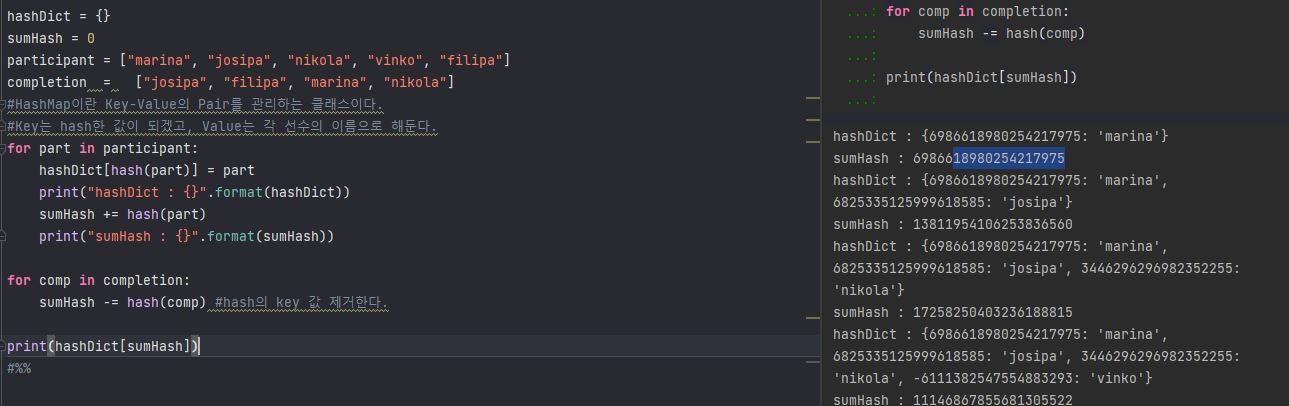 hashDict = {}
sumHash = 0
participant = ["marina", "josipa", "nikola", "vinko", "filipa"]
completion  =   ["josipa", "filipa", "marina", "nikola"]
#HashMap이란 Key-Value의 Pair를 관리하는 클래스이다.
#Key는 hash한 값이 되겠고, Value는 각 선수의 이름으로 해둔다.
for part in participant:
    hashDict[hash(part)] = part
    print("hashDict : {}".format(hashDict))
    sumHash += hash(part)
    print("sumHash : {}".format(sumHash))
for comp in completion:
    sumHash -= hash(comp) #hash의 key 값 제거한다.
print(hashDict[sumHash])
#%%
...: for comp in completion:
...:     sumHash -= hash(comp)
...:
...: print(hashDict[sumHash])
...:
hashDict : {6986618980254217975: 'marina'}
sumHash : 6986618980254217975
hashDict : {6986618980254217975: 'marina',
6825335125999618585: 'josipa'}
sumHash : 13811954106253836560
hashDict : {6986618980254217975: 'marina',
6825335125999618585: 'josipa', 3446296296982352255:
'nikola'}
sumHash : 17258250403236188815
hashDict : {6986618980254217975: 'marina',
6825335125999618585: 'josipa', 3446296296982352255:
'nikola', -6111382547554883293: 'vinko'}
sumHash : 11146867855681305522